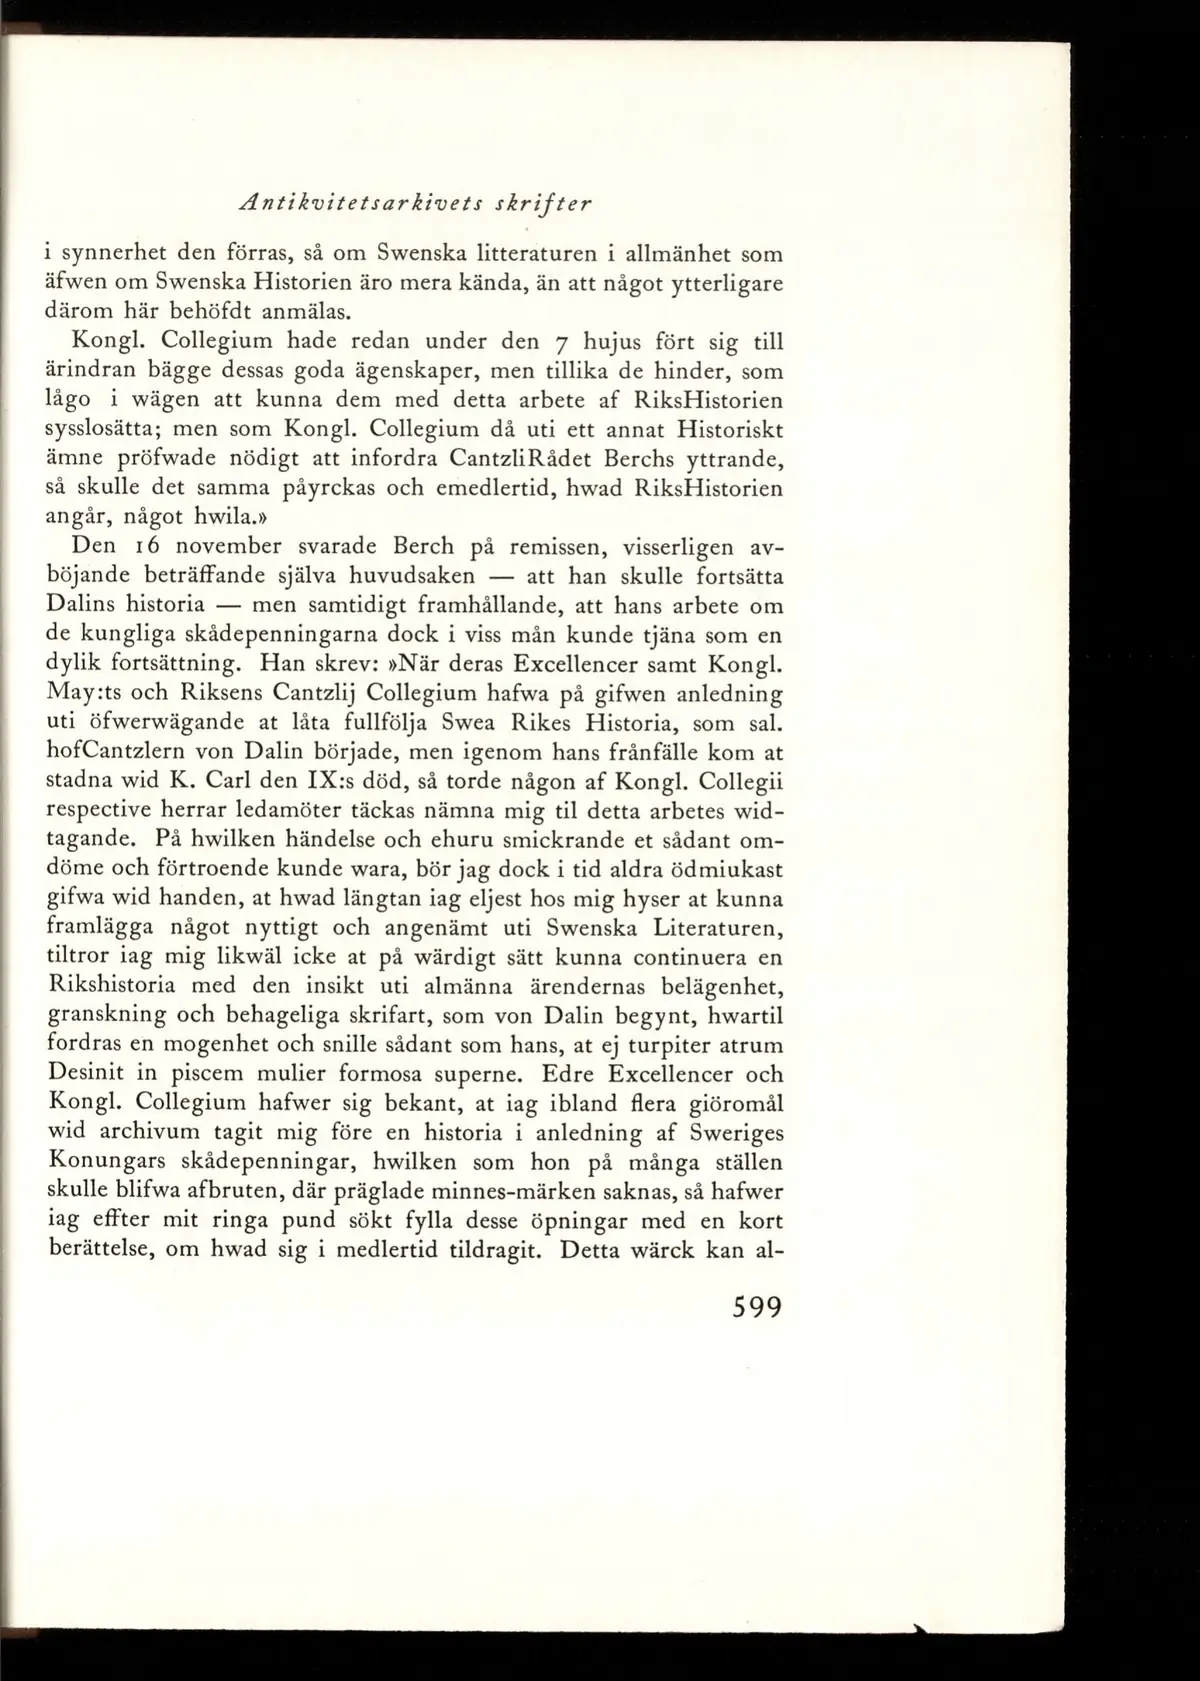 Antikvitetsarkivets skrifter
i synnerhet den förras, så om Swenska litteraturen i allmänhet som
äfwen om Swenska Historien äro mera kända, än att något ytterligare
därom här behöfdt anmälas.
Kongl. Collegium hade redan under den 7 hujus fört sig till
ärindran bägge dessas goda ägenskaper, men tillika de hinder, som
lågo i wägen att kunna dem med detta arbete af RiksHistorien
sysslosätta; men som Kongl. Collegium då uti ett annat Historiskt
ämne pröfwade nödigt att infordra CantzliRådet Berchs yttrande,
så skulle det samma påyrckas och emedlertid, hwad RiksHistorien
angår, något hwila.»
Den 16 november svarade Berch på remissen, visserligen av-
böjande beträffande själva huvudsaken — att han skulle fortsätta
Dalins historia — men samtidigt framhållande, att hans arbete om
de kungliga skådepenningarna dock i viss mån kunde tjäna som en
dylik fortsättning. Han skrev: »När deras Excellencer samt Kongl.
May:ts och Riksens Cantzlij Collegium hafwa på gifwen anledning
uti öfwerwägande at låta fullfölja Swea Rikes Historia, som sal.
hofCantzlern von Dalin började, men igenom hans frånfälle kom at
stadna wid K. Carl den IX:s död, så torde någon af Kongl. Collegii
respective herrar ledamöter täckas nämna mig til detta arbetes wid-
tagande. På hwilken händelse och ehuru smickrande et sådant om-
döme och förtroende kunde wara, bör jag dock i tid aldra ödmiukast
gifwa wid handen, at hwad längtan iag eljest hos mig hyser at kunna
framlägga något nyttigt och angenämt uti Swenska Literaturen,
tiltror iag mig likwäl icke at på wärdigt sätt kunna continuera en
Rikshistoria med den insikt uti almänna ärendernas belägenhet,
granskning och behageliga skrifart, som von Dalin begynt, hwartil
fordras en mogenhet och snille sådant som hans, at ej turpiter atrum
Desinit in piscem mulier formosa superne. Edre Excellencer och
Kongl. Collegium hafwer sig bekant, at iag ibland flera giöromål
wid archivum tagit mig före en historia i anledning af Sweriges
Konungars skådepenningar, hwilken som hon på många ställen
skulle blifwa afbruten, där präglade minnes-märken saknas, så hafwer
iag effter mit ringa pund sökt fylla desse öpningar med en kort
berättelse, om hwad sig i medlertid tildragit. Detta wärck kan al-
599